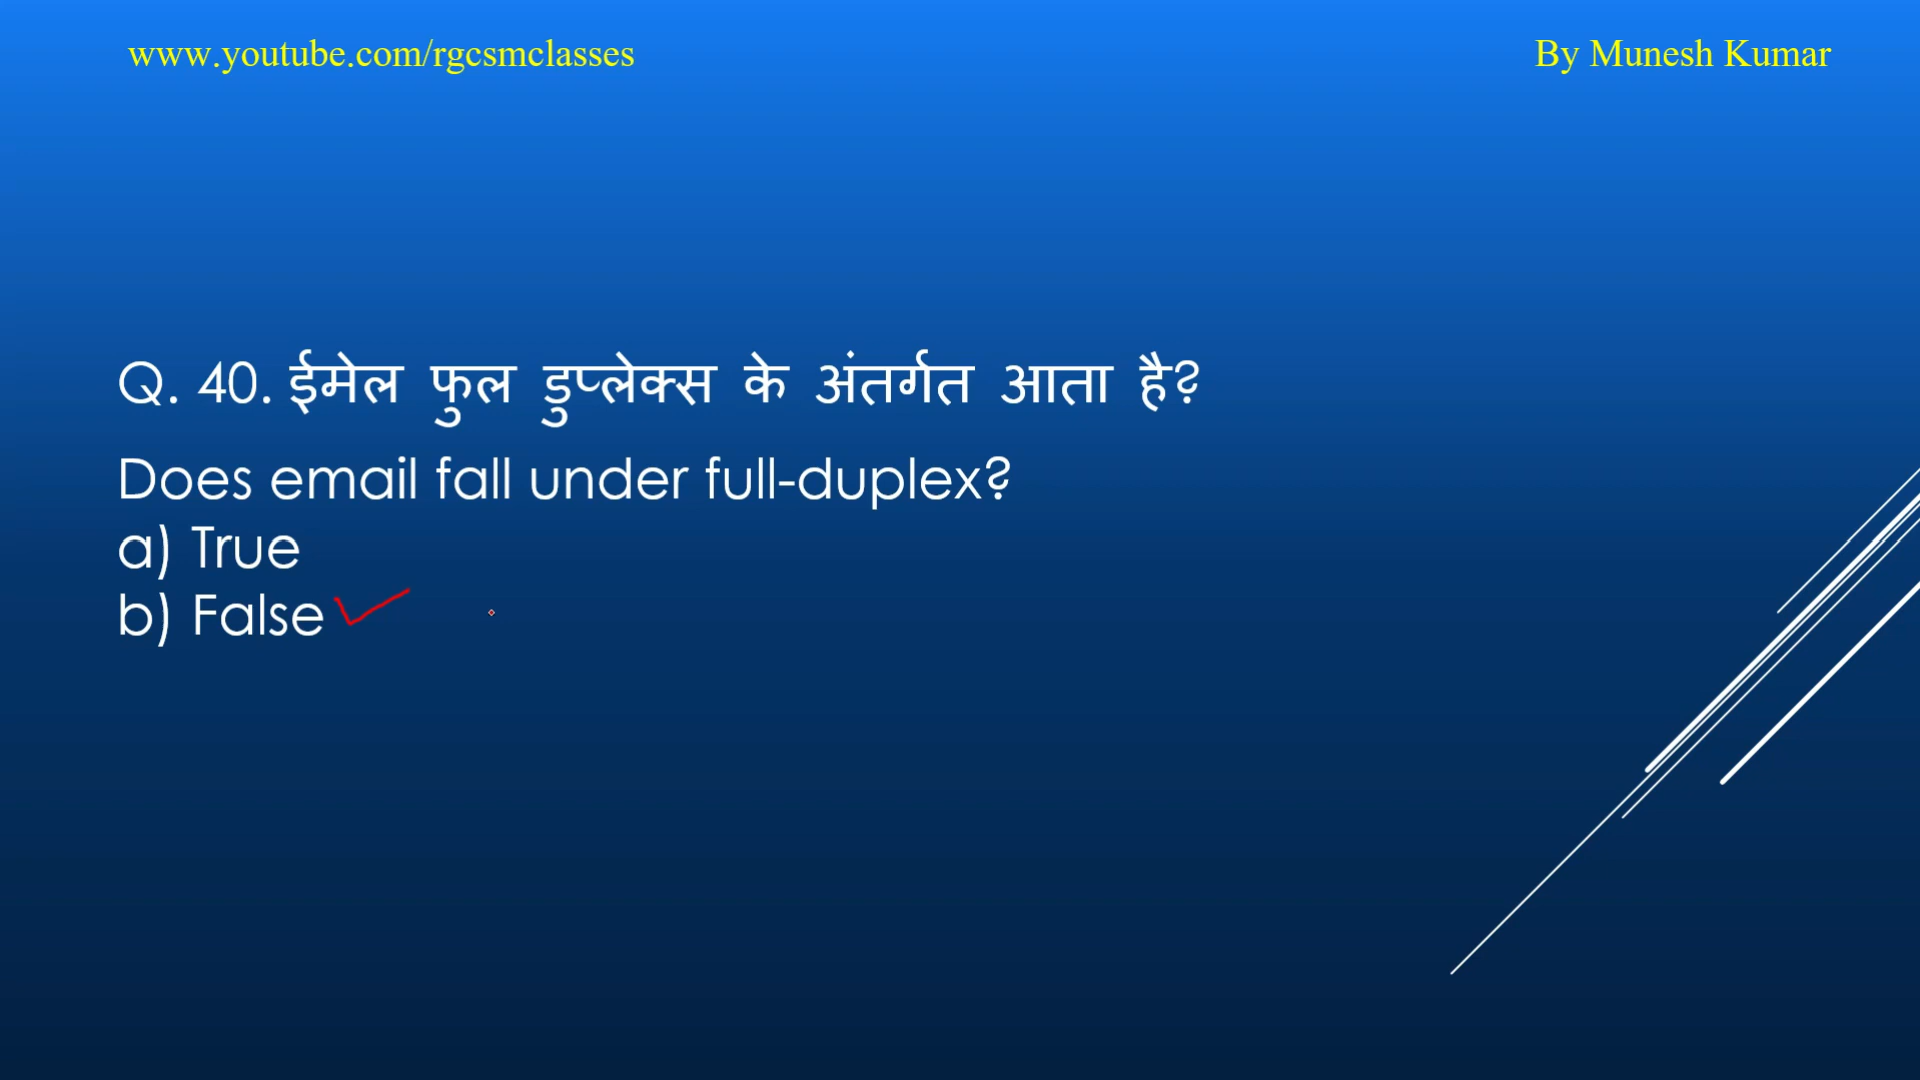 www.youtube.com/rgcsmclasses
By Munesh Kumar
Q. 40. ईमेल फुल डुप्लेक्स के अंतर्गत आता है?
Does email fall under full-duplex?
a) True
b) False